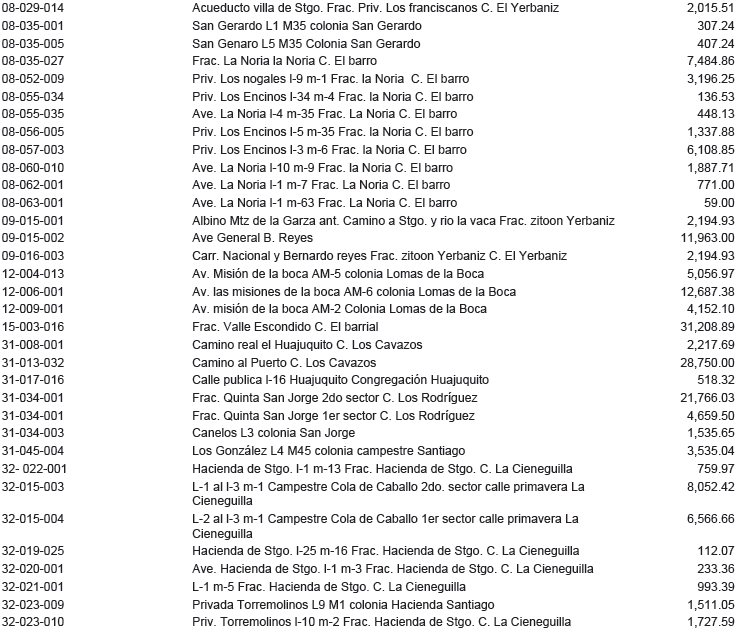 08-029-014 Acueducto villa de Stgo. Frac. Priv. Los franciscanos C. El Yerbaniz 2,015.51
08-035-001 San Gerardo L1 M35 colonia San Gerardo 307.24
08-035-005 San Genaro L5 M35 Colonia San Gerardo 407.24
08-035-027 Frac. La Noria la Noria C. El barro 7,484.86
08-052-009 Priv. Los nogales l-9 m-1 Frac. la Noria C. El barro 3,196.25
08-055-034 Priv. Los Encinos l-34 m-4 Frac. la Noria C. El barro 136.53
08-055-035 Ave. La Noria l-4 m-35 Frac. La Noria C. El barro 448.13
08-056-005 Priv. Los Encinos l-5 m-35 Frac. la Noria C. El barro 1,337.88
08-057-003 Priv. Los Encinos l-3 m-6 Frac. la Noria C. El barro 6,108.85
08-060-010 Ave. La Noria l-10 m-9 Frac. la Noria C. El barro 1,887.71
08-062-001 Ave. La Noria l-1 m-7 Frac. La Noria C. El barro 771.00
08-063-001 Ave. La Noria l-1 m-63 Frac. La Noria C. El barro 59.00
09-015-001 Albino Mtz de la Garza ant. Camino a Stgo. y rio la vaca Frac. zitoon Yerbaniz 2,194.93
09-015-002 Ave General B. Reyes 11,963.00
09-016-003 Carr. Nacional y Bernardo reyes Frac. zitoon Yerbaniz C. El Yerbaniz 2,194.93
12-004-013 Av. Misión de la boca AM-5 colonia Lomas de la Boca 5,056.97
12-006-001 Av. las misiones de la boca AM-6 colonia Lomas de la Boca 12,687.38
12-009-001 Av. misión de la boca AM-2 Colonia Lomas de la Boca 4,152.10
15-003-016 Frac. Valle Escondido C. El barrial 31,208.89
31-008-001 Camino real el Huajuquito C. Los Cavazos 2,217.69
31-013-032 Camino al Puerto C. Los Cavazos 28,750.00
31-017-016 Calle publica l-16 Huajuquito Congregación Huajuquito 518.32
31-034-001 Frac. Quinta San Jorge 2do sector C. Los Rodríguez 21,766.03
31-034-001 Frac. Quinta San Jorge 1er sector C. Los Rodríguez 4,659.50
31-034-003 Canelos L3 colonia San Jorge 1,535.65
31-045-004 Los González L4 M45 colonia campestre Santiago 3,535.04
32- 022-001 Hacienda de Stgo. l-1 m-13 Frac. Hacienda de Stgo. C. La Cieneguilla 759.97
32-015-003 L-1 al l-3 m-1 Campestre Cola de Caballo 2do. sector calle primavera La 8,052.42
Cieneguilla
32-015-004 L-2 al l-3 m-1 Campestre Cola de Caballo 1er sector calle primavera La 6,566.66
Cieneguilla
32-019-025 Hacienda de Stgo. l-25 m-16 Frac. Hacienda de Stgo. C. La Cieneguilla 112.07
32-020-001 Ave. Hacienda de Stgo. l-1 m-3 Frac. Hacienda de Stgo. C. La Cieneguilla 233.36
32-021-001 L-1 m-5 Frac. Hacienda de Stgo. C. La Cieneguilla 993.39
32-023-009 Privada Torremolinos L9 M1 colonia Hacienda Santiago 1,511.05
32-023-010 Priv. Torremolinos l-10 m-2 Frac. Hacienda de Stgo. C. La Cieneguilla 1,727.59